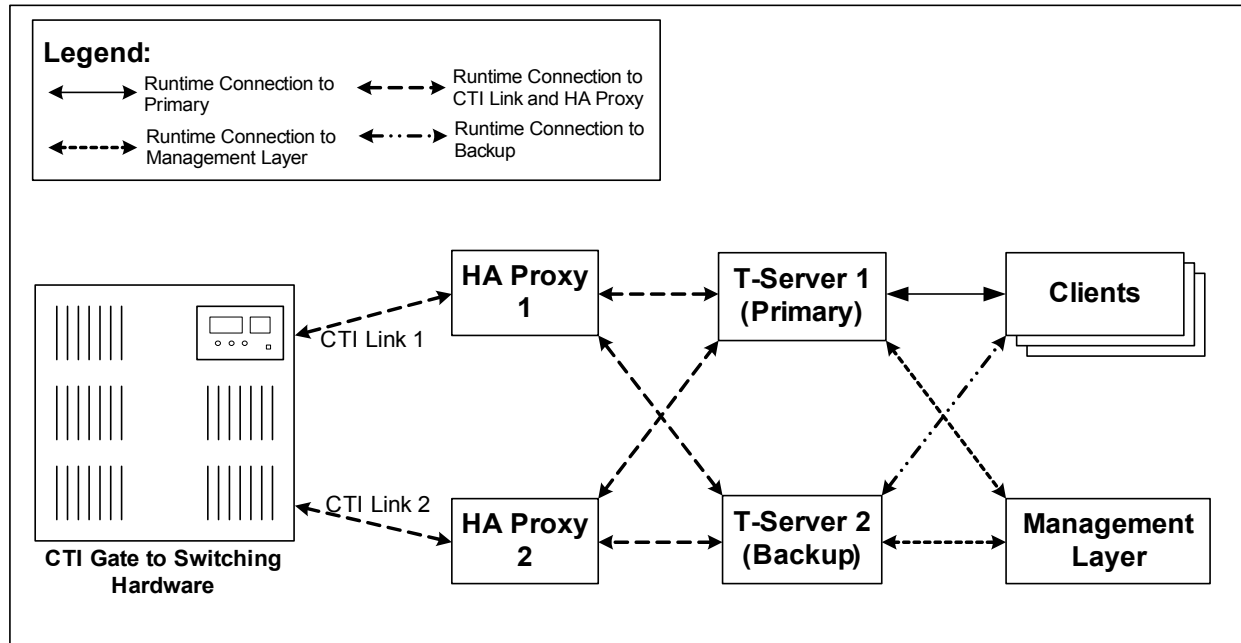 Legend:
Runtime Connection to
Primary
Runtime Connection to
CTI Link and HA Proxy
Runtime Connection to
Management Layer
Runtime Connection to
Backup
HA Proxy
1
T-Server 1
(Primary)
Clients
CTI Link 1
CTI Link 2
HA Proxy
2
T-Server 2
(Backup)
Management
Layer
CTI Gate to Switching
Hardware